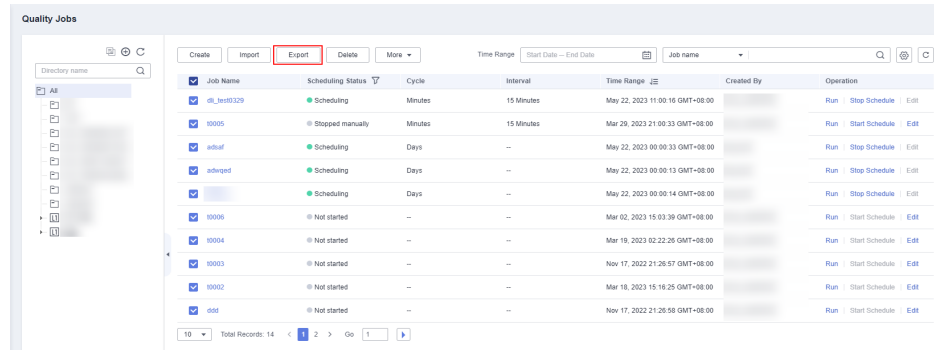 Quality Jobs
Directory name
All
Create Import Export Delete More Time Range Start Date -- End Date Job name
Job Name Scheduling Status Cycle Interval Time Range Created By Operation
dli_test0329 Scheduling Minutes 15 Minutes May 22, 2023 11:00:16 GMT+08:00 Run Stop Schedule Edit
t0005 Stopped manually Minutes 15 Minutes Mar 29, 2023 21:00:33 GMT+08:00 Run Start Schedule Edit
adsaf Scheduling Days -- May 22, 2023 00:00:33 GMT+08:00 Run Stop Schedule Edit
adwqed Scheduling Days -- May 22, 2023 00:00:13 GMT+08:00 Run Stop Schedule Edit
Scheduling Days -- May 22, 2023 00:00:14 GMT+08:00 Run Stop Schedule Edit
t0006 Not started -- -- Mar 02, 2023 15:03:39 GMT+08:00 Run Start Schedule Edit
t0004 Not started -- -- Mar 19, 2023 02:22:26 GMT+08:00 Run Start Schedule Edit
t0003 Not started -- -- Nov 17, 2022 21:26:57 GMT+08:00 Run Start Schedule Edit
t0002 Not started -- -- Mar 18, 2023 15:16:25 GMT+08:00 Run Start Schedule Edit
ddd Not started -- -- Nov 17, 2022 21:26:58 GMT+08:00 Run Start Schedule Edit
10 Total Records: 14 < 1 2 > Go 1